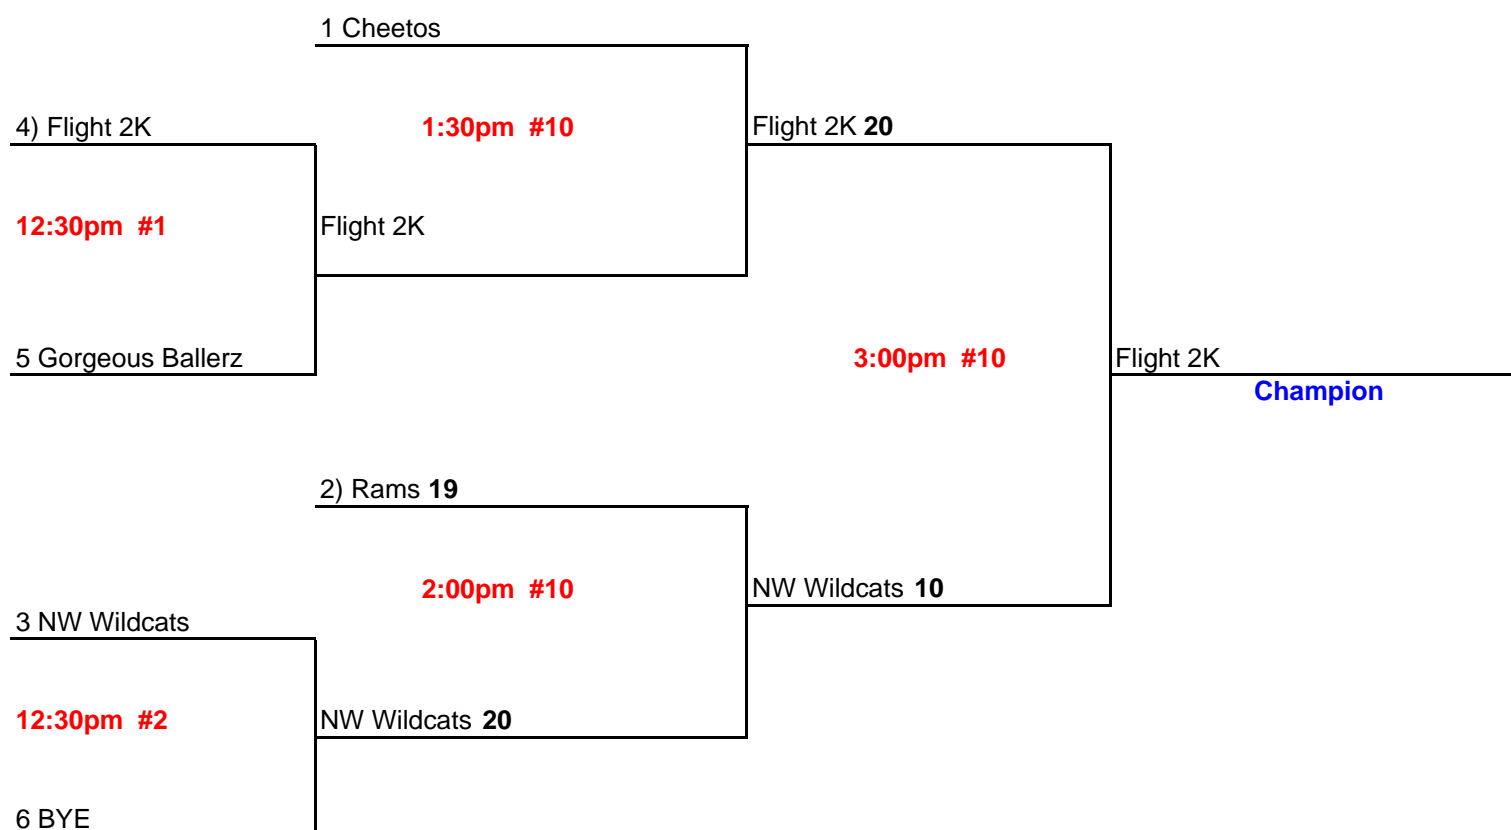 1 Cheetos
4) Flight 2K
1:30pm #10
Flight 2K 20
12:30pm #1
Flight 2K
5 Gorgeous Ballerz
3:00pm #10
Flight 2K
Champion
2) Rams 19
2:00pm #10
NW Wildcats 10
3 NW Wildcats
12:30pm #2
NW Wildcats 20
6 BYE